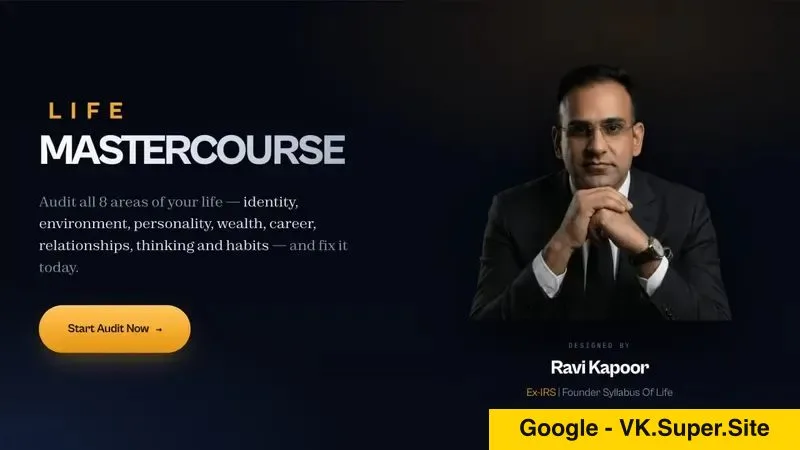 LIFE
MASTERCOURSE
Audit all 8 areas of your life — identity,
environment, personality, wealth, career,
relationships, thinking and habits — and fix it
today.
Start Audit Now →
DESIGNED BY
Ravi Kapoor
Ex-IRS | Founder Syllabus Of Life
Google - VK.Super.Site